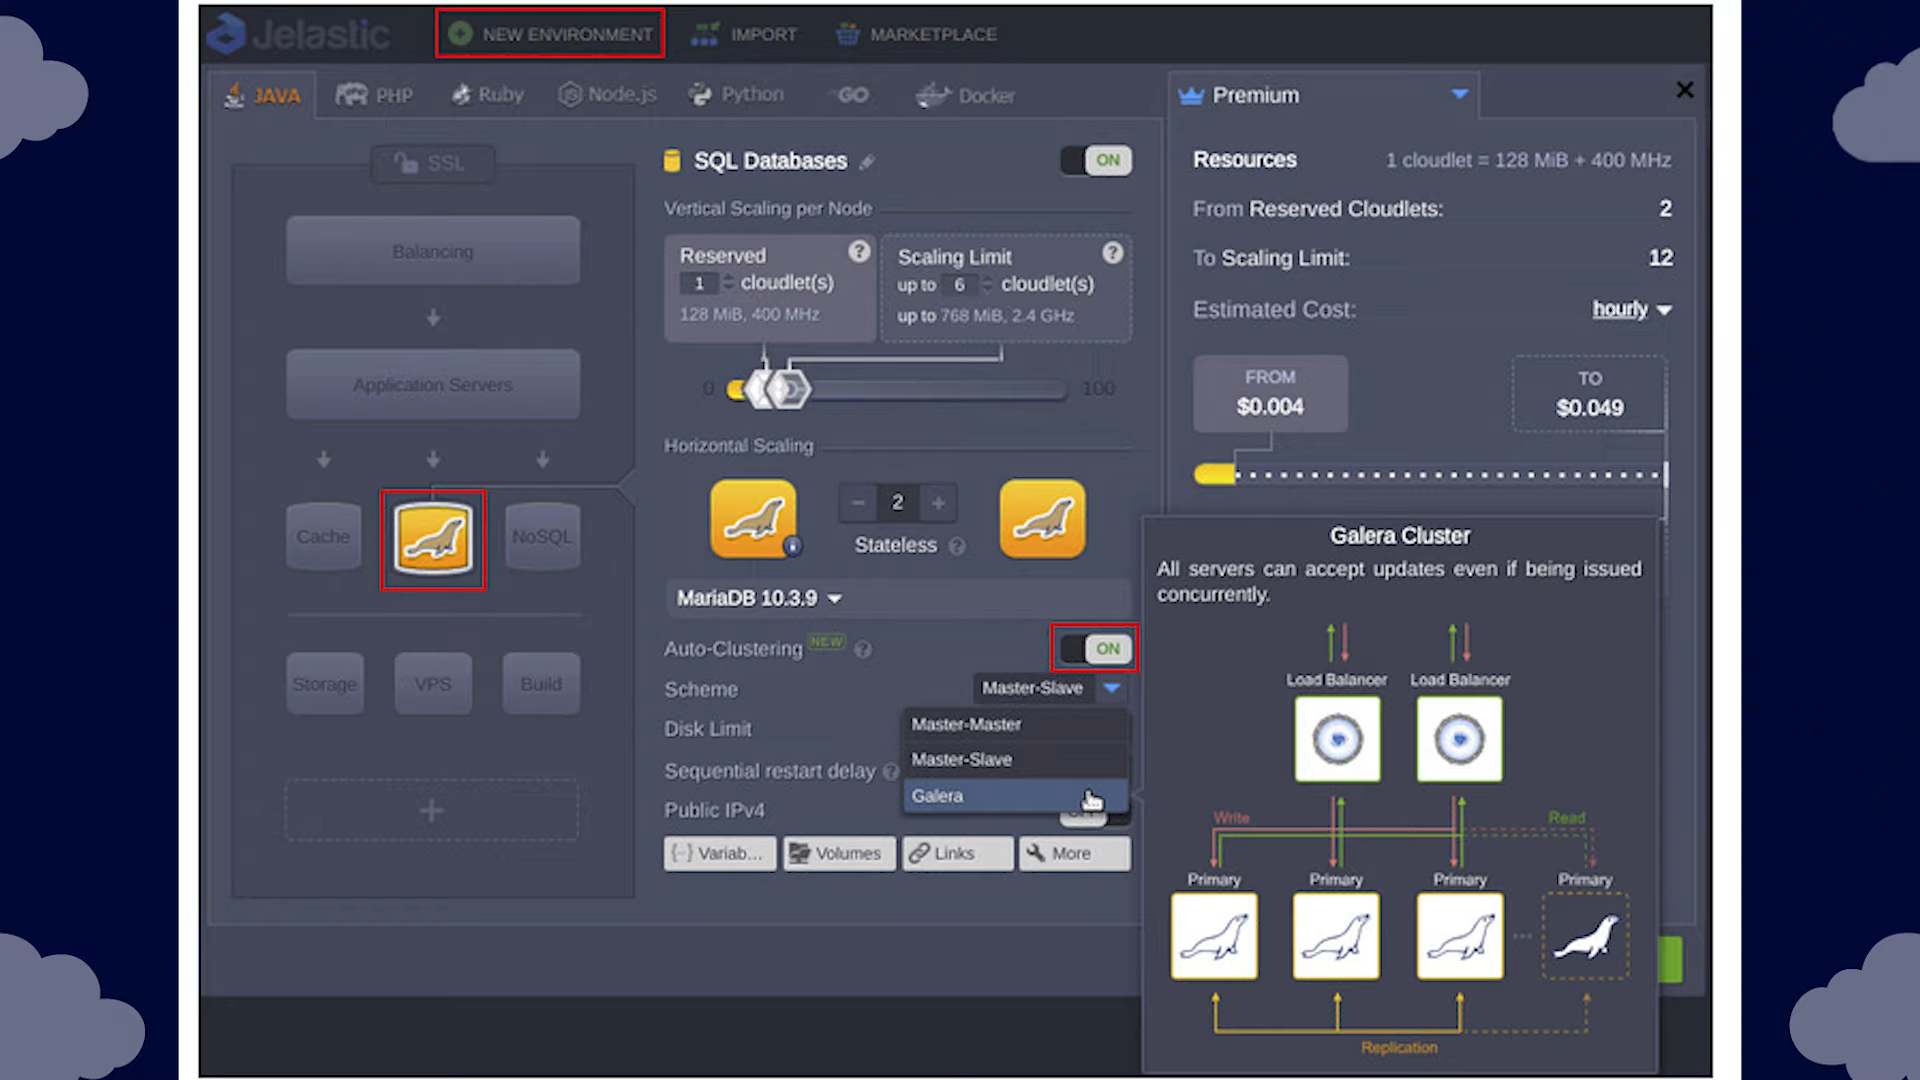 Jelastic
NEW ENVIRONMENT
IMPORT
MARKETPLACE
JAVA
PHP
Ruby
Node.js
Python
GO
Docker
Premium
SSL
Balancing
Application Servers
Cache
NoSQL
Storage
VPS
Build
SQL Databases
ON
Vertical Scaling per Node
Reserved
1 cloudlet(s)
128 MiB, 400 MHz
Scaling Limit
up to 6 cloudlet(s)
up to 768 MiB, 2.4 GHz
0
100
Horizontal Scaling
2
Stateless
MariaDB 10.3.9
Auto-Clustering NEW
ON
Scheme
Master-Slave
Master-Master
Master-Slave
Galera
Disk Limit
Sequential restart delay
Public IPv4
Variab...
Volumes
Links
More
Resources
1 cloudlet = 128 MiB + 400 MHz
From Reserved Cloudlets: 2
To Scaling Limit: 12
Estimated Cost: hourly
FROM
$0.004
TO
$0.049
Galera Cluster
All servers can accept updates even if being issued
concurrently.
Load Balancer
Load Balancer
Write
Read
Primary
Primary
Primary
Primary
Replication